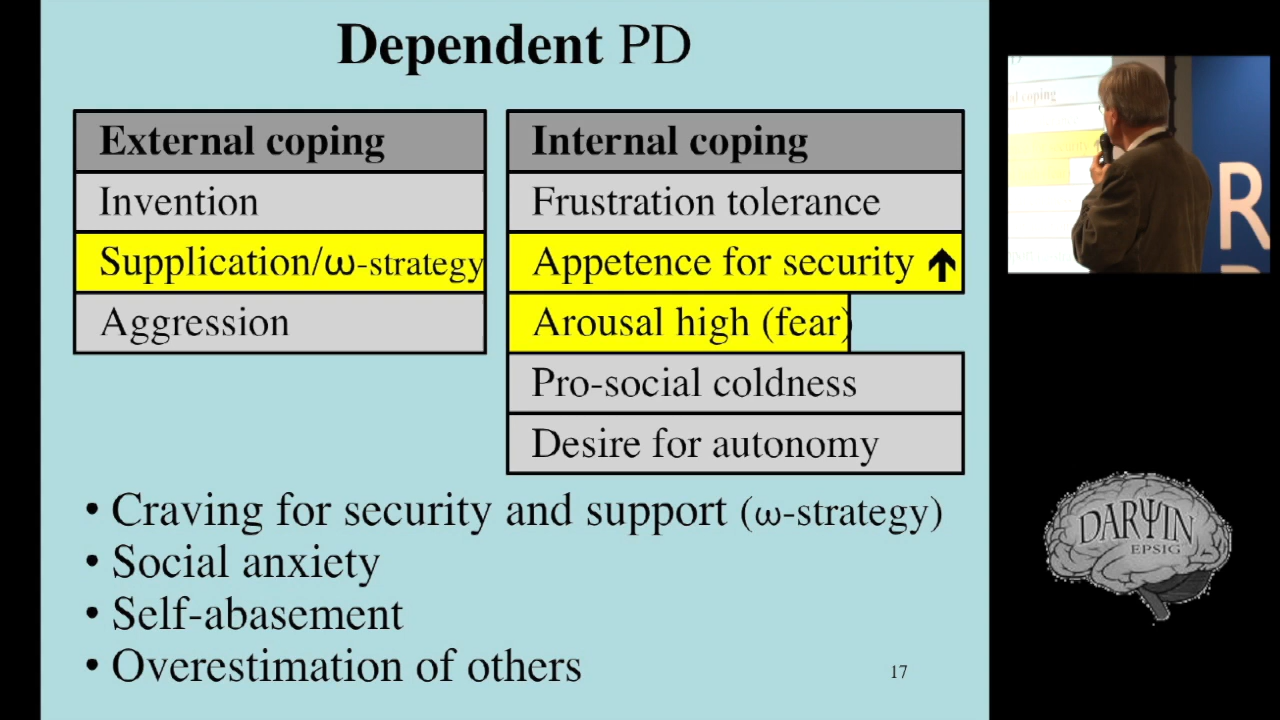 Dependent PD
External coping
Invention
Supplication/ω-strategy
Aggression
Internal coping
Frustration tolerance
Appetence for security ↑
Arousal high (fear)
Pro-social coldness
Desire for autonomy
• Craving for security and support (ω-strategy)
• Social anxiety
• Self-abasement
• Overestimation of others
17
coping
R
DARΨIN
EPSIG